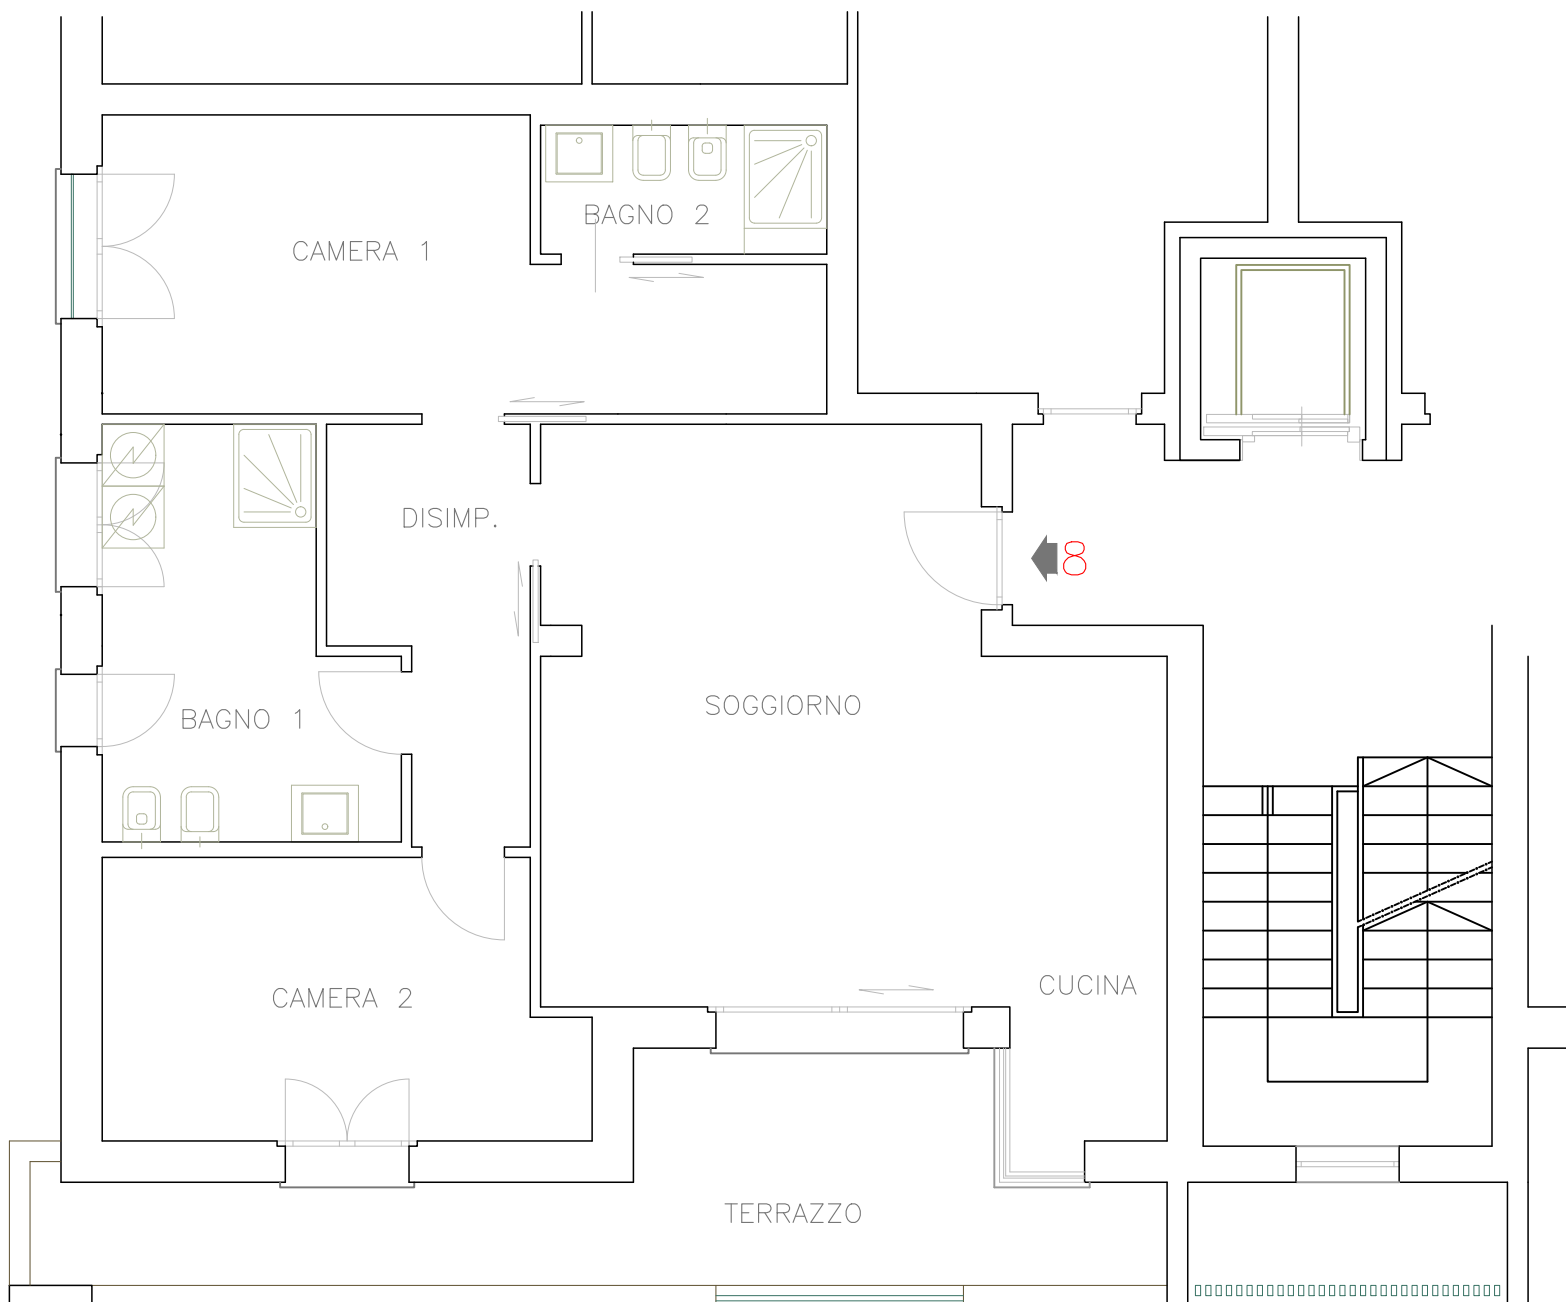 BAGNO 2
CAMERA 1
DISIMP.
8
SOGGIORNO
BAGNO 1
CUCINA
CAMERA 2
TERRAZZO